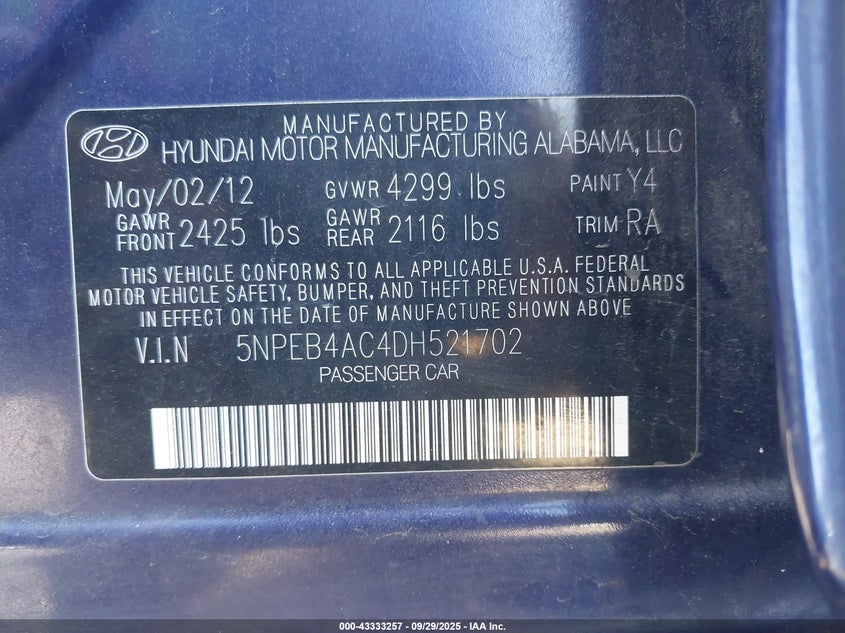 MANUFACTURED BY
HYUNDAI MOTOR MANUFACTURING ALABAMA, LLC
May/02/12 GVWR 4299 lbs PAINT Y4
GAWR FRONT 2425 lbs GAWR REAR 2116 lbs TRIM RA
THIS VEHICLE CONFORMS TO ALL APPLICABLE U.S.A. FEDERAL
MOTOR VEHICLE SAFETY, BUMPER, AND THEFT PREVENTION STANDARDS
IN EFFECT ON THE DATE OF MANUFACTURE SHOWN ABOVE
V.I.N 5NPEB4AC4DH521702
PASSENGER CAR
000-43333257 - 09/29/2025 - IAA Inc.